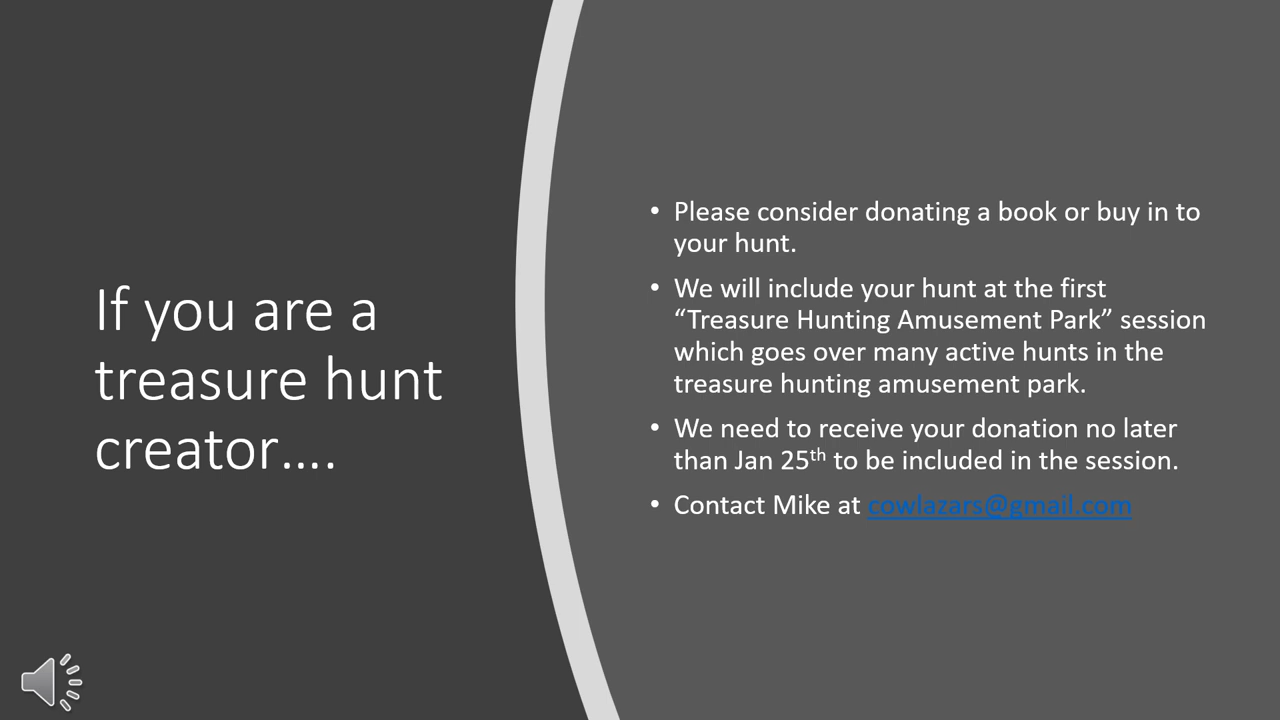 If you are a
treasure hunt
creator….
• Please consider donating a book or buy in to
your hunt.
• We will include your hunt at the first
“Treasure Hunting Amusement Park” session
which goes over many active hunts in the
treasure hunting amusement park.
• We need to receive your donation no later
than Jan 25th to be included in the session.
• Contact Mike at cowlazars@gmail.com